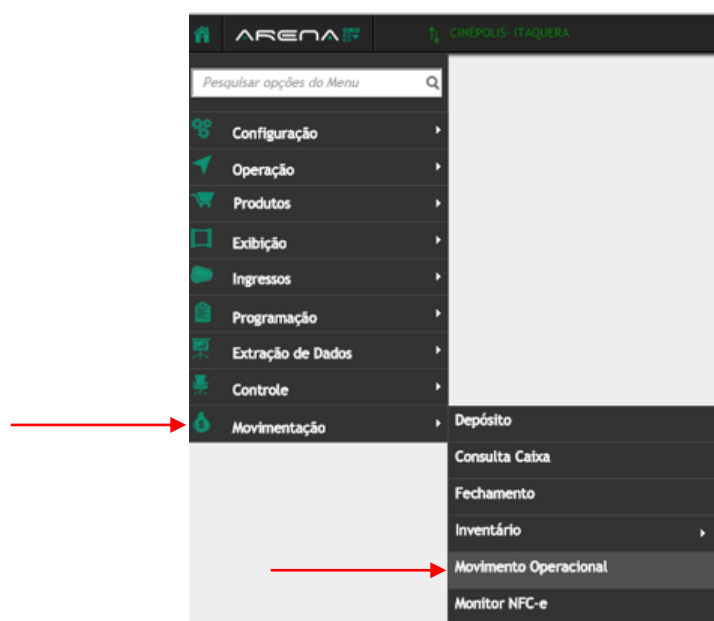 ARENA
CINÉPOLIS- ITAQUERA
Pesquisar opções do Menu
Configuração
Operação
Produtos
Exibição
Ingressos
Programação
Extração de Dados
Controle
Movimentação
Depósito
Consulta Caixa
Fechamento
Inventário
Movimento Operacional
Monitor NFC-e